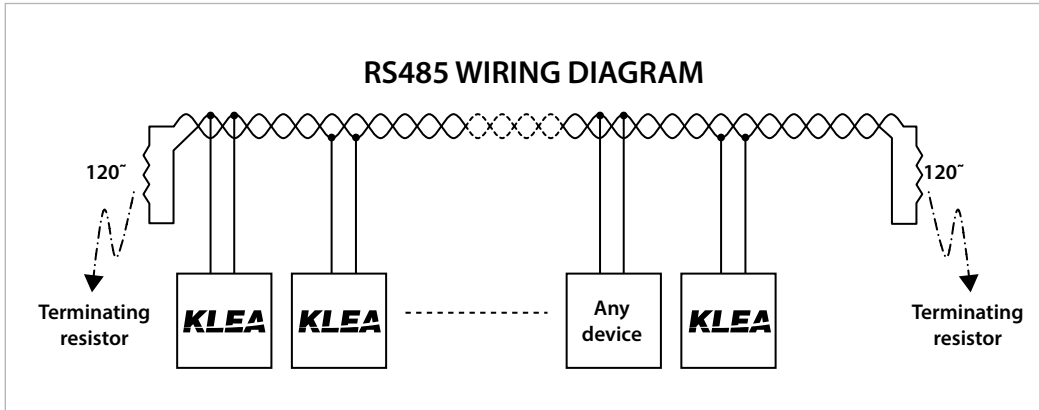 RS485 WIRING DIAGRAM
120˜
120˜
Terminating
resistor
KLEA
KLEA
Any
device
KLEA
Terminating
resistor